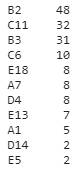 B2 48
C11 32
B3 31
C6 10
E18 8
A7 8
D4 8
E13 7
A1 5
D14 2
E5 2